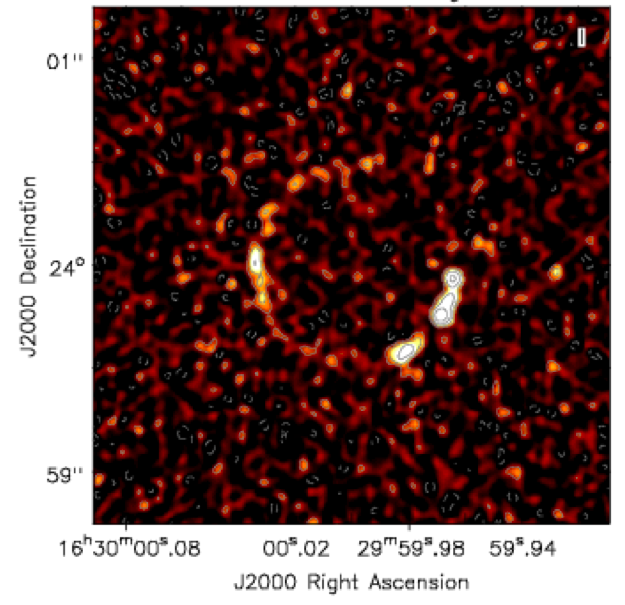 01"
24°
59"
J2000 Declination
16ʰ30ᵐ00ˢ.08 00ˢ.02 29ᵐ59ˢ.98 59ˢ.94
J2000 Right Ascension